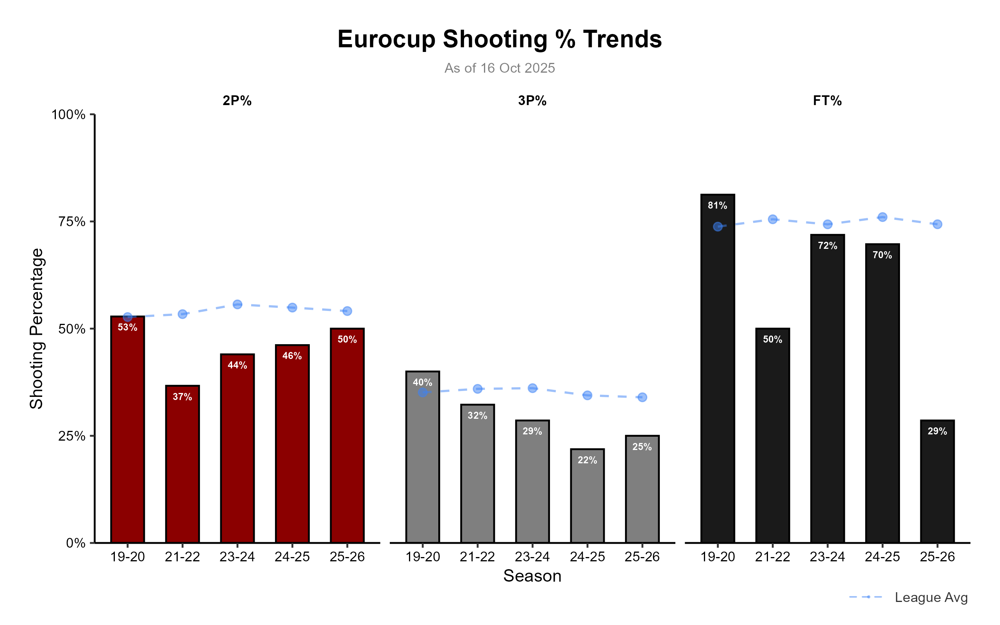 Eurocup Shooting % Trends
As of 16 Oct 2025
2P%
3P%
FT%
100%
75%
50%
25%
0%
Shooting Percentage
53%
37%
44%
46%
50%
40%
32%
29%
22%
25%
81%
50%
72%
70%
29%
19-20 21-22 23-24 24-25 25-26
19-20 21-22 23-24 24-25 25-26
19-20 21-22 23-24 24-25 25-26
Season
League Avg